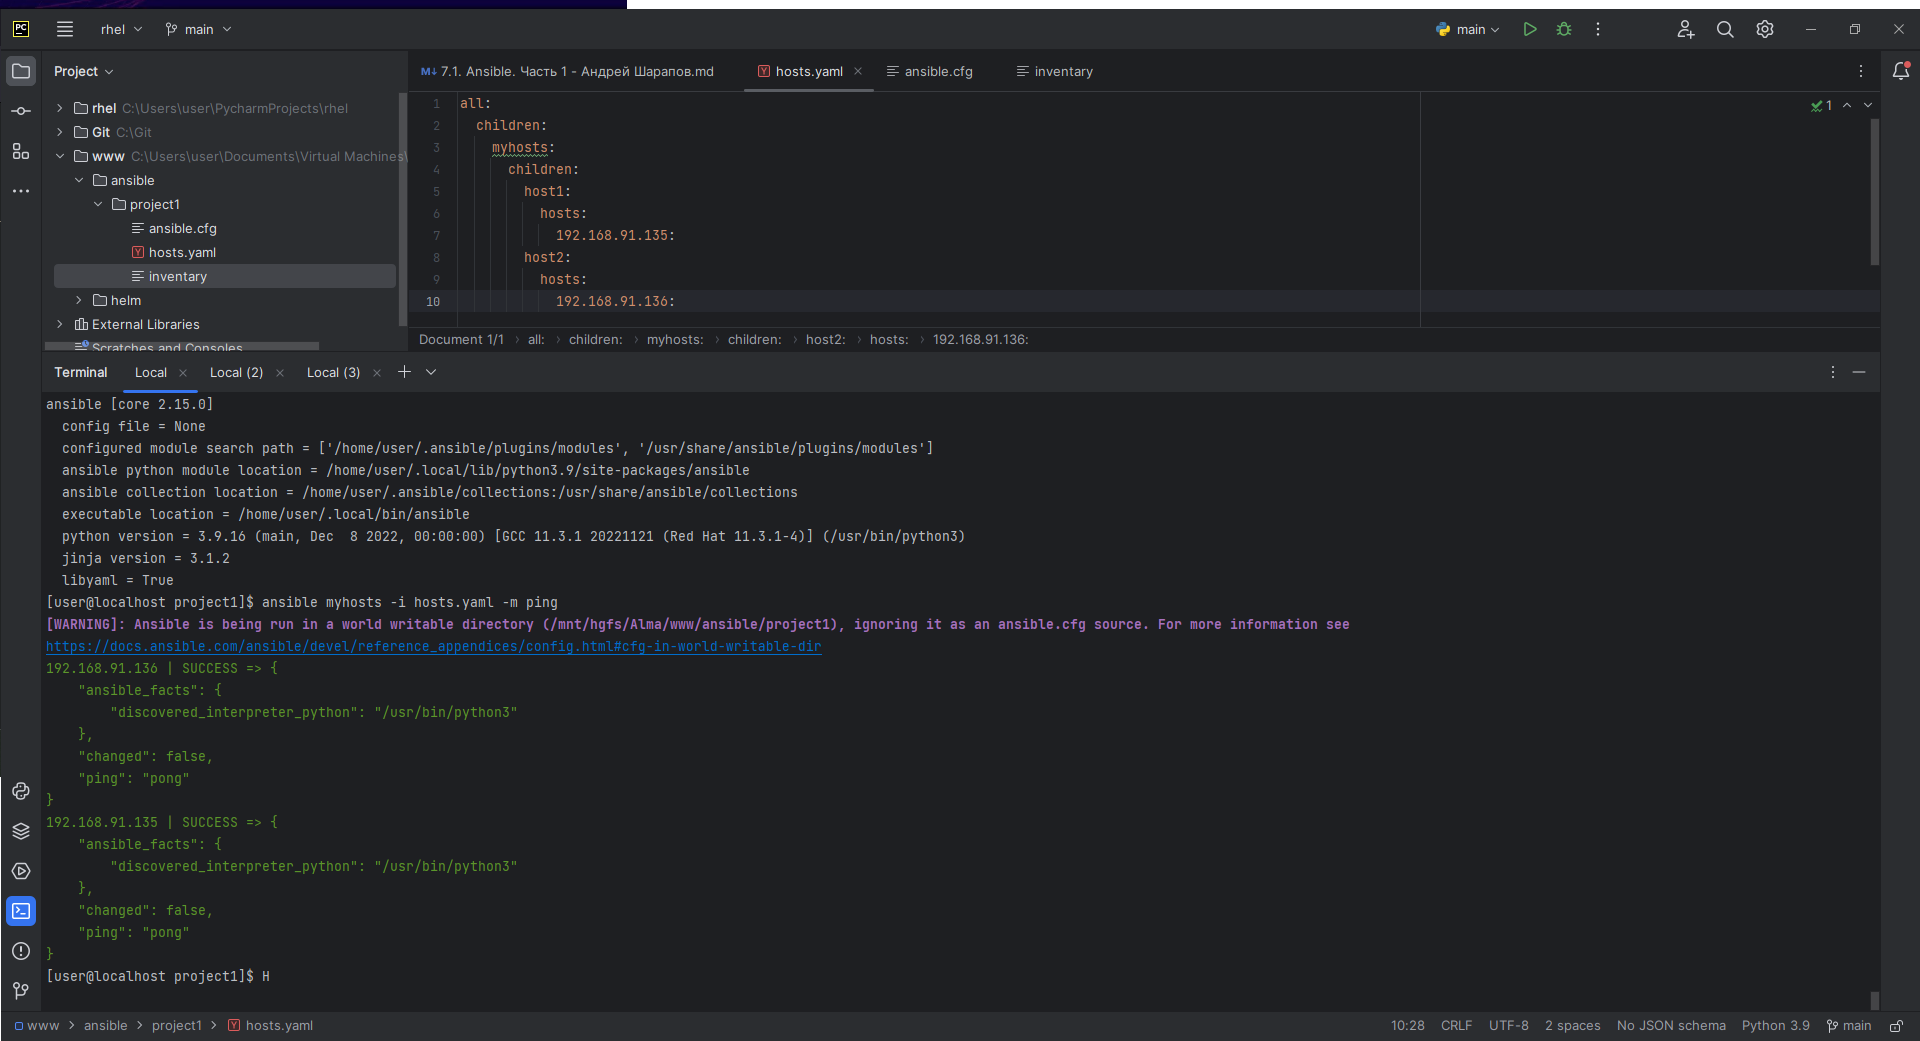 PC
rhel
main
main
Project
7.1. Ansible. Часть 1 - Андрей Шарапов.md
hosts.yaml
ansible.cfg
inventory
rhel C:\Users\user\PycharmProjects\rhel
Git C:\Git
www C:\Users\user\Documents\Virtual Machines\
ansible
project1
ansible.cfg
hosts.yaml
inventory
helm
External Libraries
Scratches and Consoles
1 all:
2 children:
3 myhosts:
4 children:
5 host1:
6 hosts:
7 192.168.91.135:
8 host2:
9 hosts:
10 192.168.91.136:
1
Document 1/1 › all: › children: › myhosts: › children: › host2: › hosts: › 192.168.91.136:
Terminal
Local
Local (2)
Local (3)
ansible [core 2.15.0]
config file = None
configured module search path = ['/home/user/.ansible/plugins/modules', '/usr/share/ansible/plugins/modules']
ansible python module location = /home/user/.local/lib/python3.9/site-packages/ansible
ansible collection location = /home/user/.ansible/collections:/usr/share/ansible/collections
executable location = /home/user/.local/bin/ansible
python version = 3.9.16 (main, Dec  8 2022, 00:00:00) [GCC 11.3.1 20221121 (Red Hat 11.3.1-4)] (/usr/bin/python3)
jinja version = 3.1.2
libyaml = True
[user@localhost project1]$ ansible myhosts -i hosts.yaml -m ping
[WARNING]: Ansible is being run in a world writable directory (/mnt/hgfs/Alma/www/ansible/project1), ignoring it as an ansible.cfg source. For more information see
https://docs.ansible.com/ansible/devel/reference_appendices/config.html#cfg-in-world-writable-dir
192.168.91.136 | SUCCESS => {
"ansible_facts": {
"discovered_interpreter_python": "/usr/bin/python3"
},
"changed": false,
"ping": "pong"
}
192.168.91.135 | SUCCESS => {
"ansible_facts": {
"discovered_interpreter_python": "/usr/bin/python3"
},
"changed": false,
"ping": "pong"
}
[user@localhost project1]$ H
www > ansible > project1 > hosts.yaml
10:28
CRLF
UTF-8
2 spaces
No JSON schema
Python 3.9
main